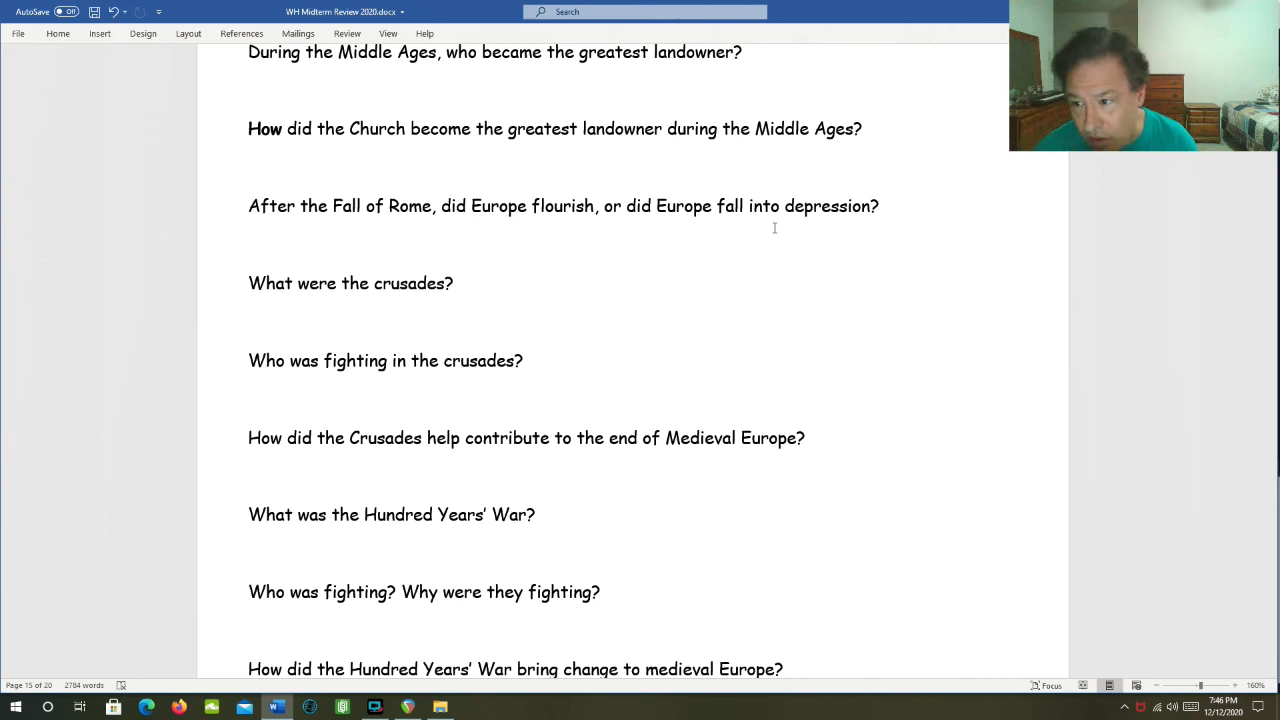 AutoSave Off WH Midterm Review 2020.docx Search
File Home Insert Design Layout References Mailings Review View Help
During the Middle Ages, who became the greatest landowner?
How did the Church become the greatest landowner during the Middle Ages?
After the Fall of Rome, did Europe flourish, or did Europe fall into depression?
What were the crusades?
Who was fighting in the crusades?
How did the Crusades help contribute to the end of Medieval Europe?
What was the Hundred Years' War?
Who was fighting? Why were they fighting?
How did the Hundred Years' War bring change to medieval Europe?
Page 15 of 20 2784 words Focus 160%
7:46 PM
12/12/2020